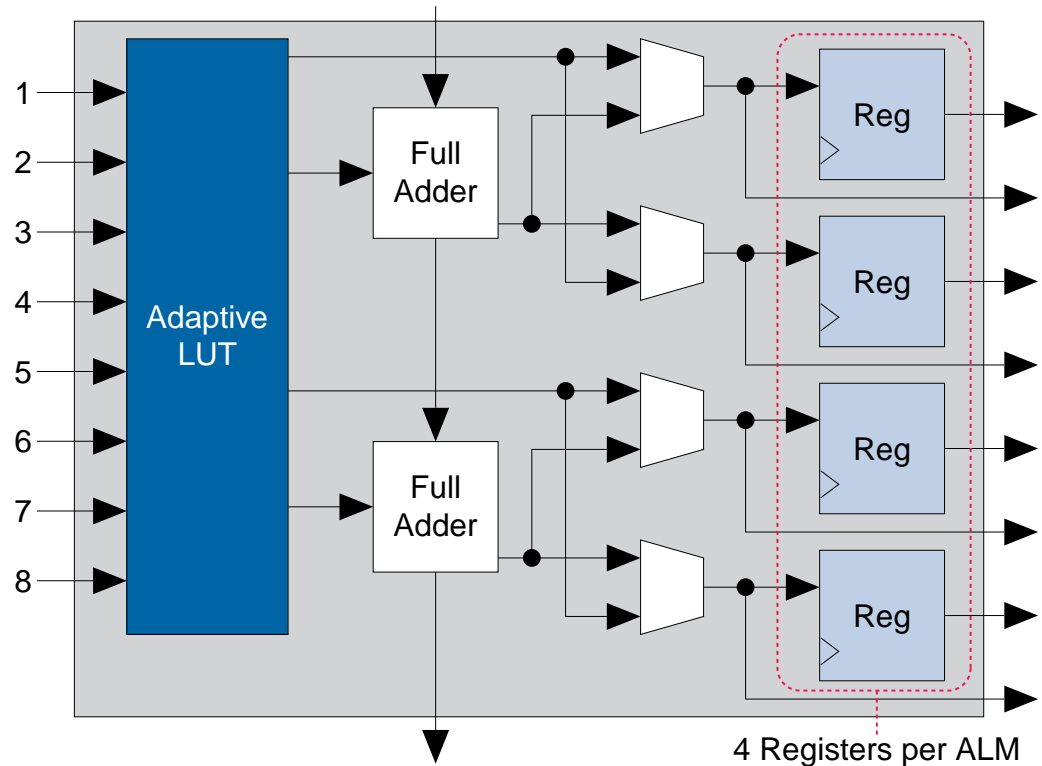 1
2
3
4
5
6
7
8
Adaptive
LUT
Full
Adder
Full
Adder
Reg
Reg
Reg
Reg
4 Registers per ALM